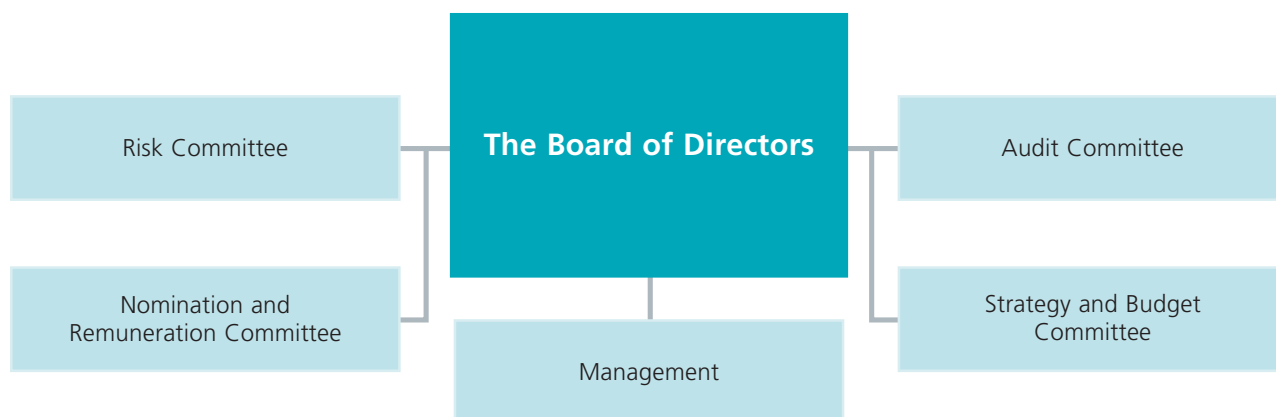 The Board of Directors
Risk Committee
Audit Committee
Nomination and
Remuneration Committee
Strategy and Budget
Committee
Management